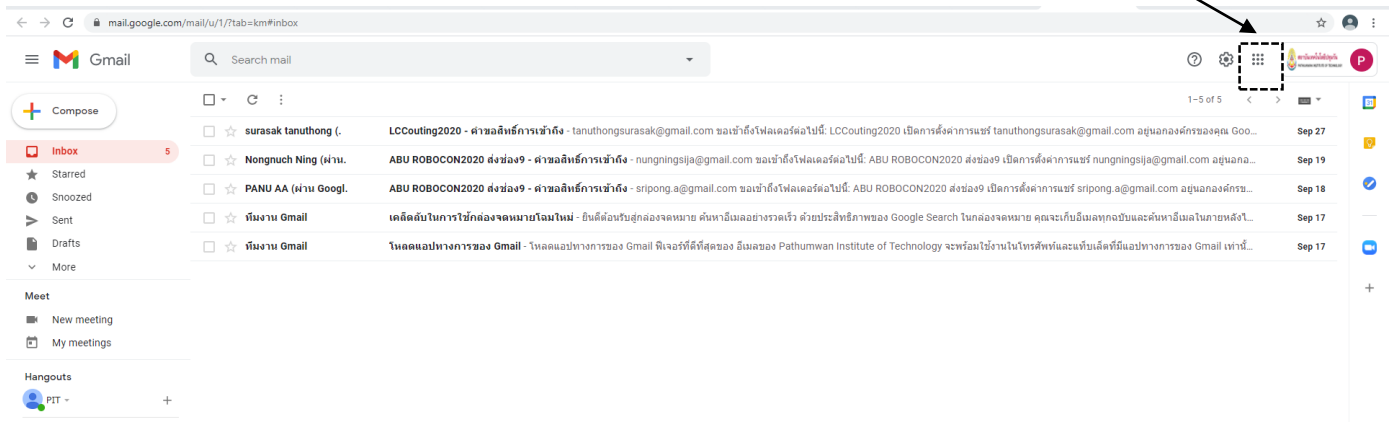 mail.google.com/mail/u/1/?tab=km#inbox
Gmail
Search mail
P
Compose
1–5 of 5
31
surasak tanuthong (. LCCouting2020 - คำขอสิทธิ์การเข้าถึง - tanuthongsurasak@gmail.com ขอเข้าถึงโฟลเดอร์ต่อไปนี้: LCCouting2020 เปิดการตั้งค่าการแชร์ tanuthongsurasak@gmail.com อยู่นอกองค์กรของคุณ Goo... Sep 27
Inbox 5
Nongnuch Ning (ผ่าน. ABU ROBOCON2020 ส่งช่อง9 - คำขอสิทธิ์การเข้าถึง - nungningsija@gmail.com ขอเข้าถึงโฟลเดอร์ต่อไปนี้: ABU ROBOCON2020 ส่งช่อง9 เปิดการตั้งค่าการแชร์ nungningsija@gmail.com อยู่นอกอ... Sep 19
Starred
PANU AA (ผ่าน Googl. ABU ROBOCON2020 ส่งช่อง9 - คำขอสิทธิ์การเข้าถึง - sripong.a@gmail.com ขอเข้าถึงโฟลเดอร์ต่อไปนี้: ABU ROBOCON2020 ส่งช่อง9 เปิดการตั้งค่าการแชร์ sripong.a@gmail.com อยู่นอกองค์กรข... Sep 18
Snoozed
Sent
ทีมงาน Gmail เคล็ดลับในการใช้กล่องจดหมายโฉมใหม่ - ยินดีต้อนรับสู่กล่องจดหมาย ค้นหาอีเมลอย่างรวดเร็ว ด้วยประสิทธิภาพของ Google Search ในกล่องจดหมาย คุณจะเก็บอีเมลทุกฉบับและค้นหาอีเมลในภายหลังไ... Sep 17
Drafts
ทีมงาน Gmail โหลดแอปทางการของ Gmail - โหลดแอปทางการของ Gmail ฟีเจอร์ที่ดีที่สุดของ อีเมลของ Pathumwan Institute of Technology จะพร้อมใช้งานในโทรศัพท์และแท็บเล็ตที่มีแอปทางการของ Gmail เท่านั้... Sep 17
More
Meet
New meeting
My meetings
Hangouts
PIT